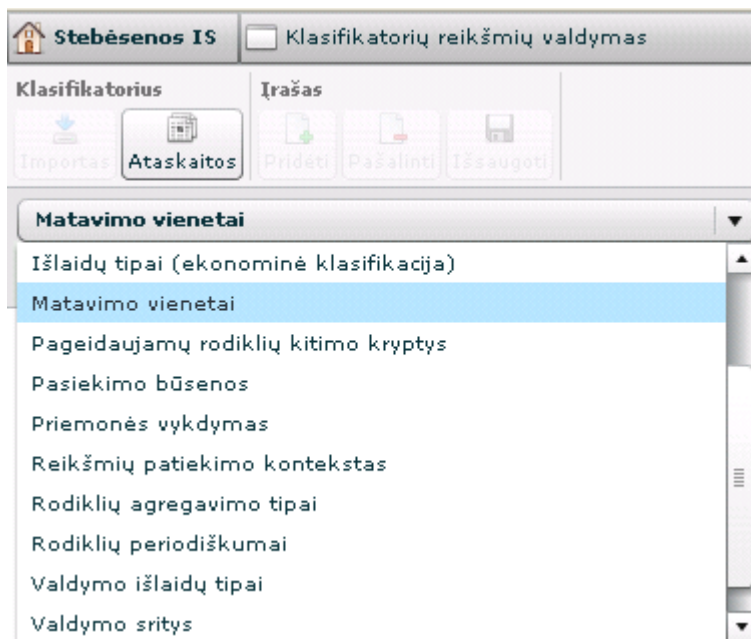 Stebėsenos IS
Klasifikatorių reikšmių valdymas
Klasifikatorius
Įrašas
Importas
Ataskaitos
Pridėti
Pašalinti
Išsaugoti
Matavimo vienetai
Išlaidų tipai (ekonominė klasifikacija)
Matavimo vienetai
Pageidaujamų rodiklių kitimo kryptys
Pasiekimo būsenos
Priemonės vykdymas
Reikšmių patiekimo kontekstas
Rodiklių agregavimo tipai
Rodiklių periodiškumai
Valdymo išlaidų tipai
Valdymo sritys